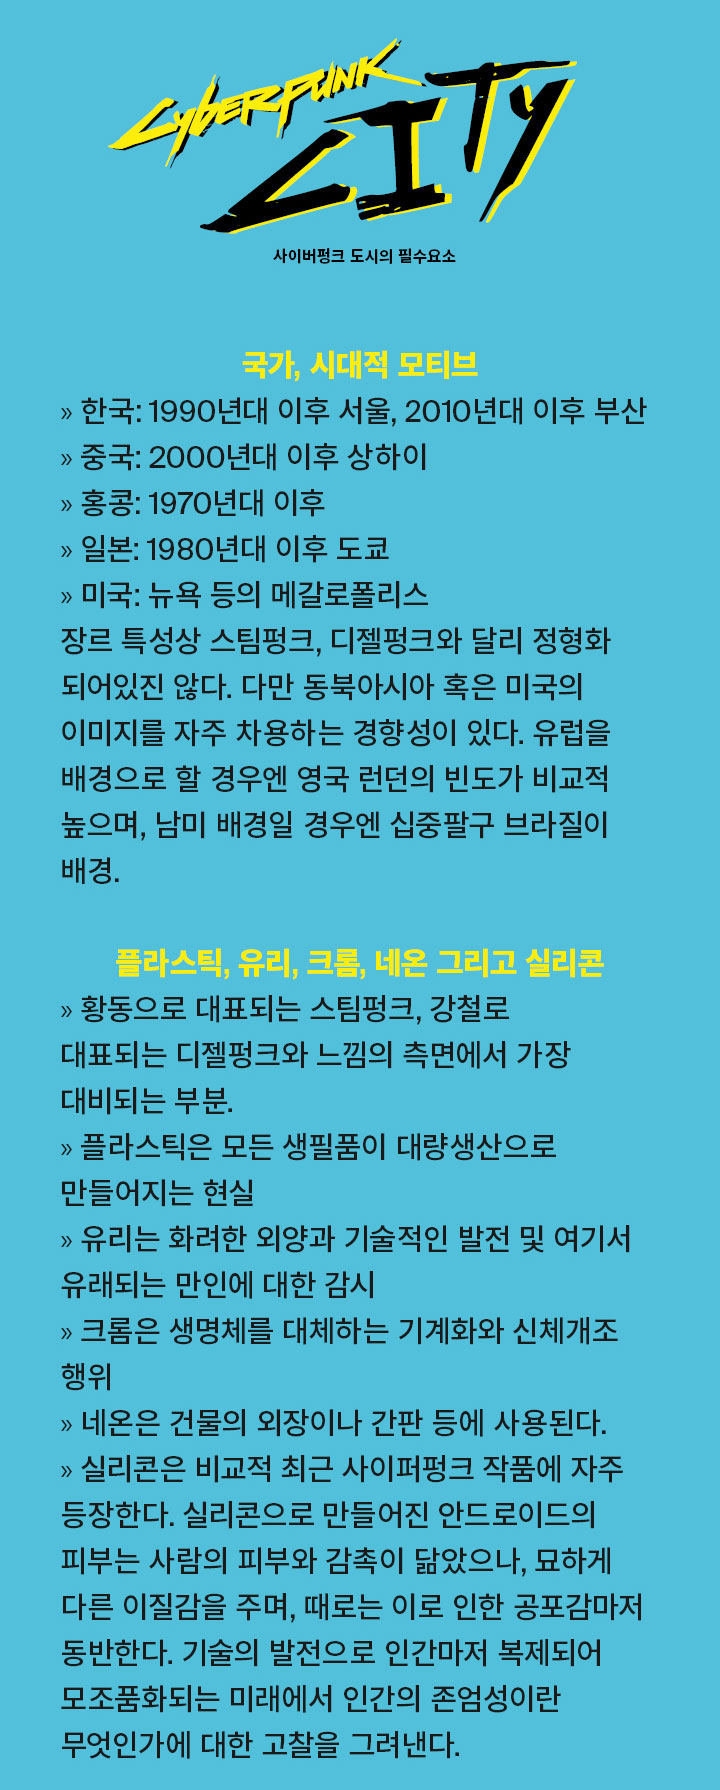 CYBERPUNK
CITY
사이버펑크 도시의 필수요소
국가, 시대적 모티브
» 한국: 1990년대 이후 서울, 2010년대 이후 부산
» 중국: 2000년대 이후 상하이
» 홍콩: 1970년대 이후
» 일본: 1980년대 이후 도쿄
» 미국: 뉴욕 등의 메갈로폴리스
장르 특성상 스팀펑크, 디젤펑크와 달리 정형화
되어있진 않다. 다만 동북아시아 혹은 미국의
이미지를 자주 차용하는 경향성이 있다. 유럽을
배경으로 할 경우엔 영국 런던의 빈도가 비교적
높으며, 남미 배경일 경우엔 십중팔구 브라질이
배경.
플라스틱, 유리, 크롬, 네온 그리고 실리콘
» 황동으로 대표되는 스팀펑크, 강철로
대표되는 디젤펑크와 느낌의 측면에서 가장
대비되는 부분.
» 플라스틱은 모든 생필품이 대량생산으로
만들어지는 현실
» 유리는 화려한 외양과 기술적인 발전 및 여기서
유래되는 만인에 대한 감시
» 크롬은 생명체를 대체하는 기계화와 신체개조
행위
» 네온은 건물의 외장이나 간판 등에 사용된다.
» 실리콘은 비교적 최근 사이퍼펑크 작품에 자주
등장한다. 실리콘으로 만들어진 안드로이드의
피부는 사람의 피부와 감촉이 닮았으나, 묘하게
다른 이질감을 주며, 때로는 이로 인한 공포감마저
동반한다. 기술의 발전으로 인간마저 복제되어
모조품화되는 미래에서 인간의 존엄성이란
무엇인가에 대한 고찰을 그려낸다.